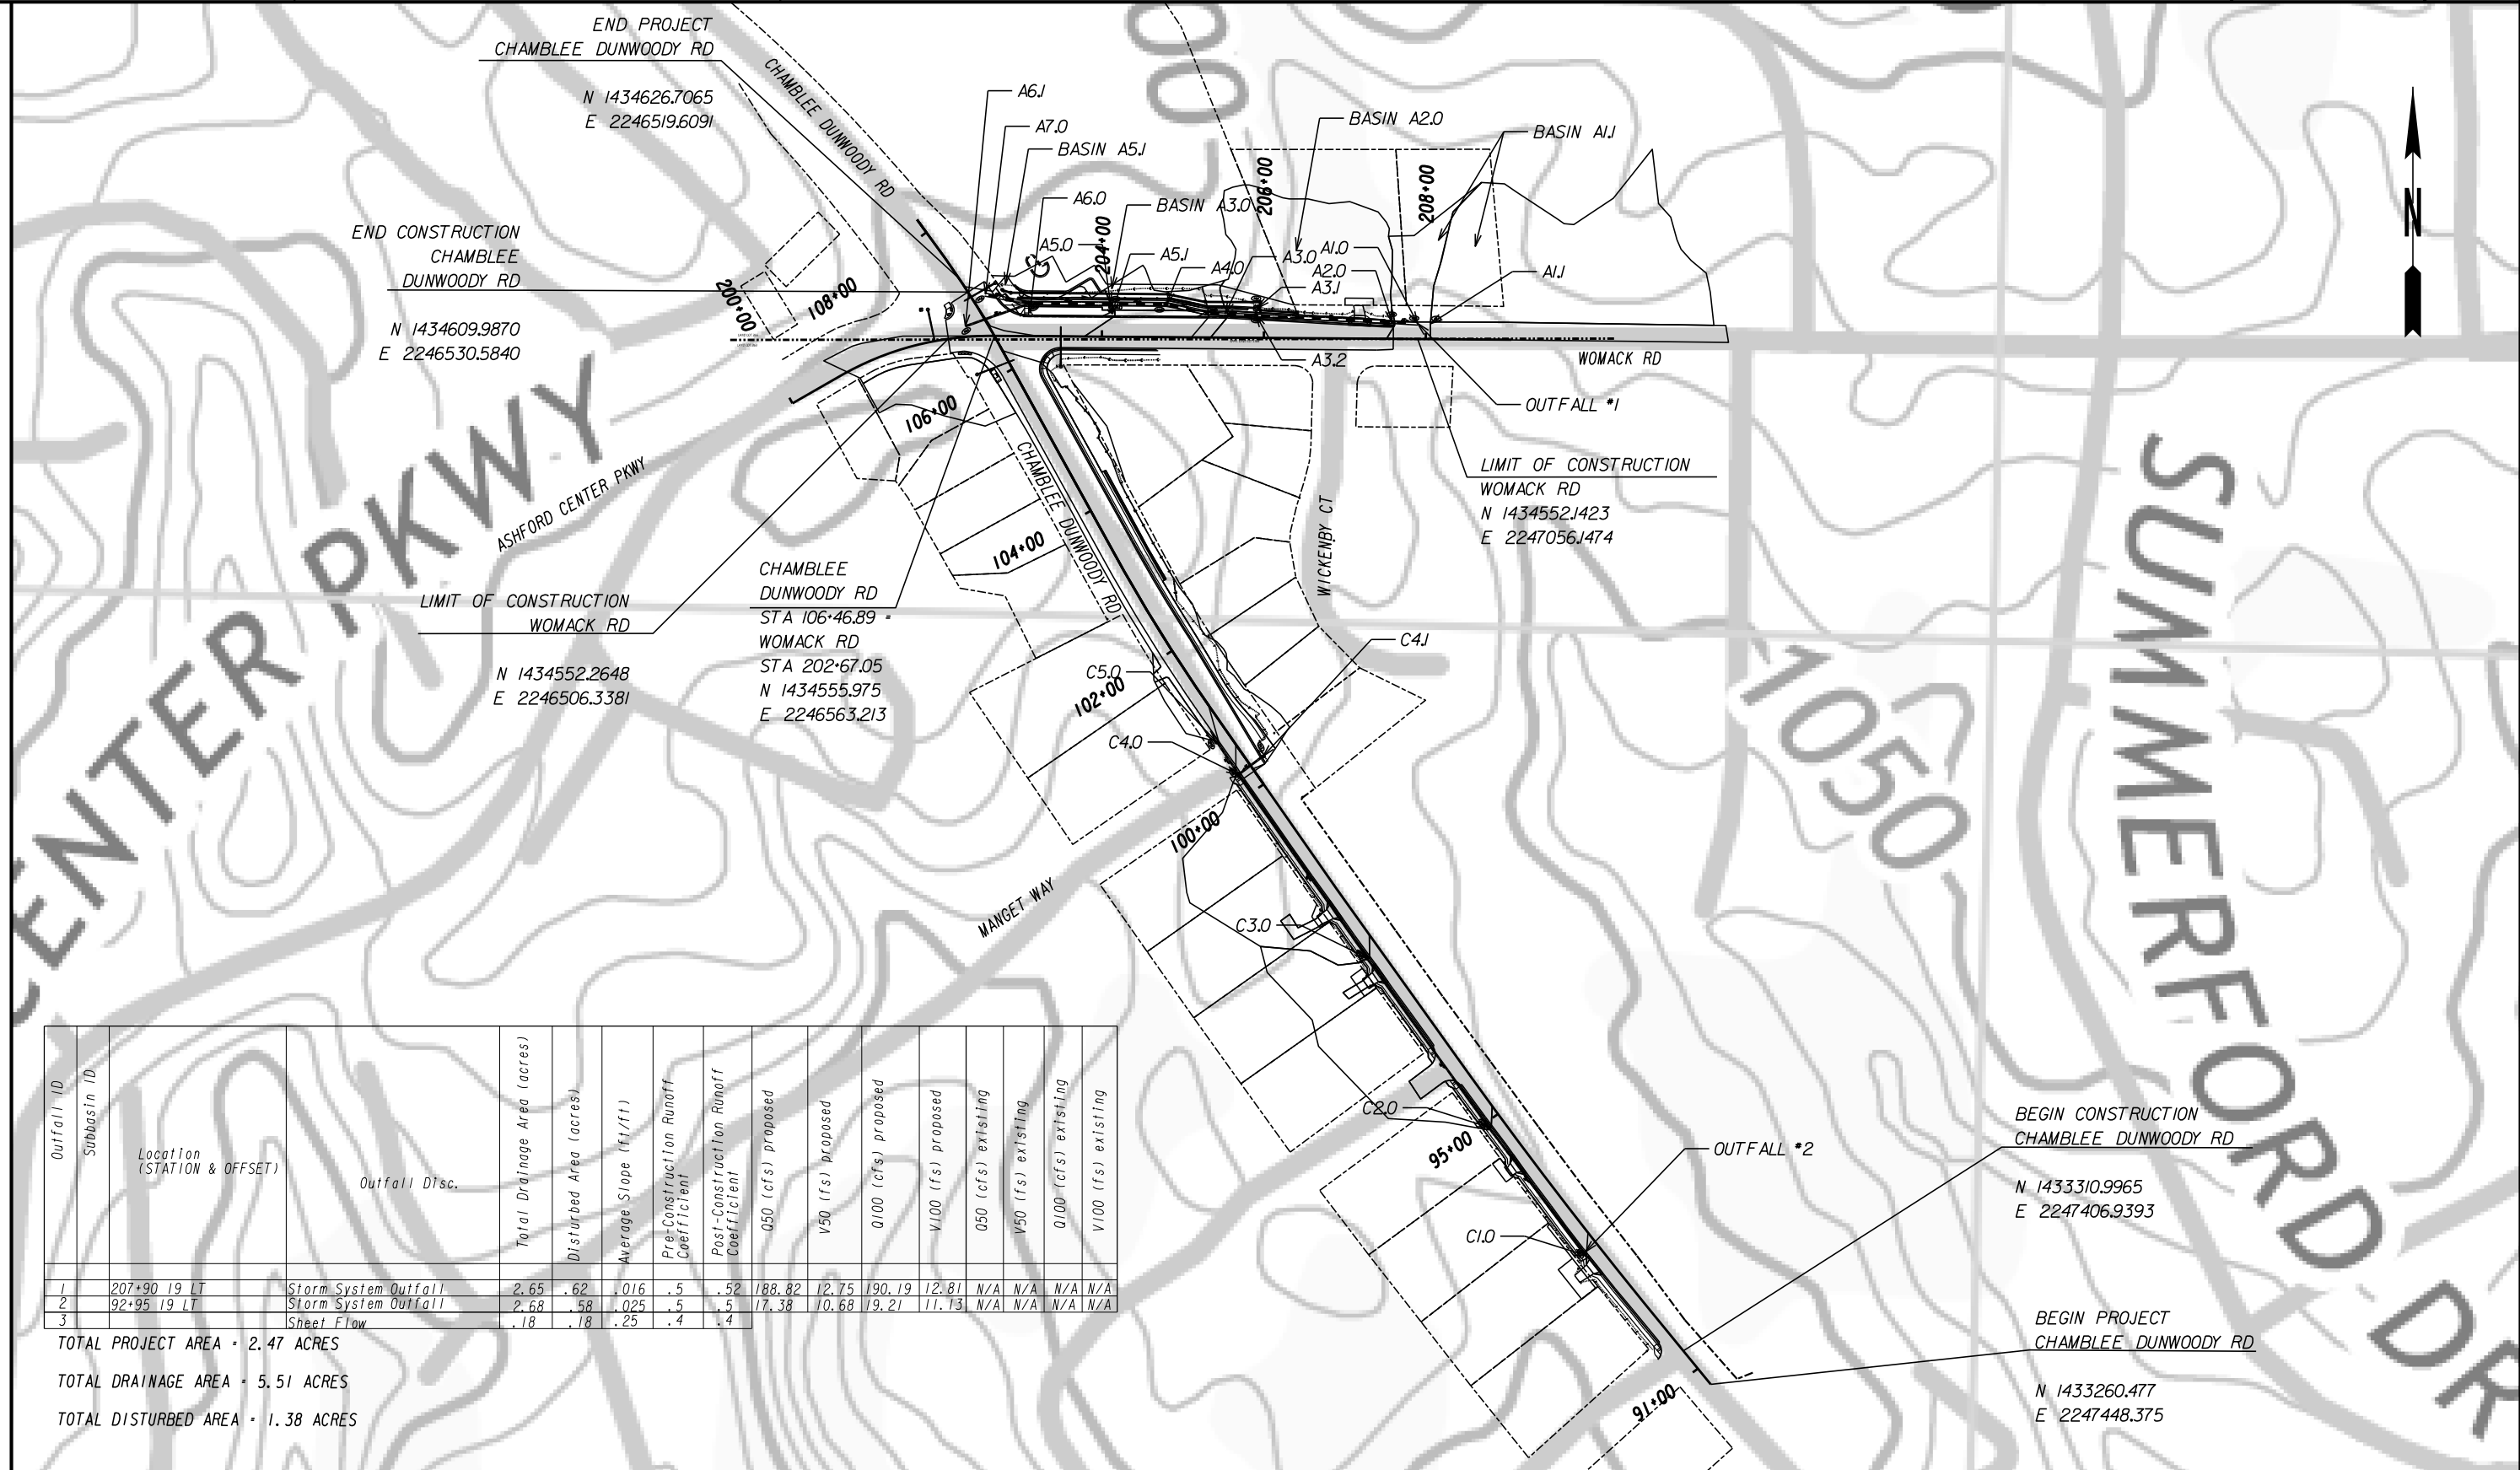 END PROJECT
CHAMBLEE DUNWOODY RD
N 1434626.7065
E 2246519.6091
CHAMBLEE DUNWOODY RD
00
A6.1
A7.0
BASIN A5.1
A6.0
BASIN A3.0
BASIN A2.0
BASIN A1.1
206+00
208+00
204+00
A5.0
A5.1
A4.0
A3.0
A1.0
A2.0
A3.1
A1.1
A3.2
N
END CONSTRUCTION
CHAMBLEE
DUNWOODY RD
N 1434609.9870
E 2246530.5840
200+00
108+00
WOMACK RD
OUTFALL #1
LIMIT OF CONSTRUCTION
WOMACK RD
N 1434552.1423
E 2247056.1474
106+00
CHAMBLEE DUNWOODY RD
WICKENBY CT
ASHFORD CENTER PKWY
CENTER PKWY
104+00
LIMIT OF CONSTRUCTION
WOMACK RD
N 1434552.2648
E 2246506.3381
CHAMBLEE
DUNWOODY RD
STA 106+46.89 =
WOMACK RD
STA 202+67.05
N 1434555.975
E 2246563.213
C4.1
C5.0
102+00
C4.0
100+00
MANGET WAY
C3.0
1050
SUMMERFORD DR
C2.0
95+00
OUTFALL #2
C1.0
91+00
BEGIN CONSTRUCTION
CHAMBLEE DUNWOODY RD
N 1433310.9965
E 2247406.9393
BEGIN PROJECT
CHAMBLEE DUNWOODY RD
N 1433260.477
E 2247448.375
Outfall ID
Subbasin ID
Location
(STATION & OFFSET)
Outfall Disc.
Total Drainage Area (acres)
Disturbed Area (acres)
Average Slope (ft/ft)
Pre-Construction Runoff
Coefficient
Post-Construction Runoff
Coefficient
Q50 (cfs) proposed
V50 (fs) proposed
Q100 (cfs) proposed
V100 (fs) proposed
Q50 (cfs) existing
V50 (fs) existing
Q100 (cfs) existing
V100 (fs) existing
1 207+90 19 LT Storm System Outfall 2.65 .62 .016 .5 .52 188.82 12.75 190.19 12.81 N/A N/A N/A N/A
2 92+95 19 LT Storm System Outfall 2.68 .58 .025 .5 .5 17.38 10.68 19.21 11.13 N/A N/A N/A N/A
3 Sheet Flow .18 .18 .25 .4 .4
TOTAL PROJECT AREA = 2.47 ACRES
TOTAL DRAINAGE AREA = 5.51 ACRES
TOTAL DISTURBED AREA = 1.38 ACRES